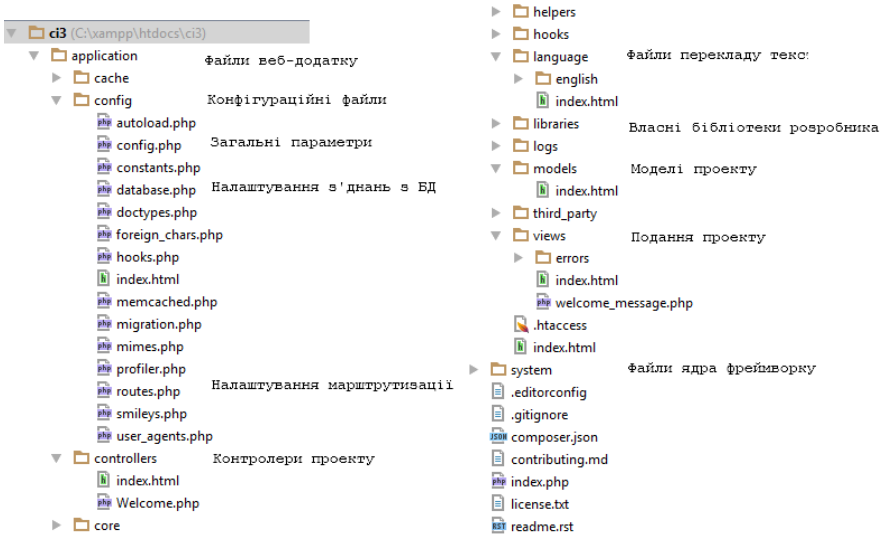 ci3 (C:\xampp\htdocs\ci3)
application Файли веб-додатку
cache
config Конфігураційні файли
autoload.php
config.php Загальні параметри
constants.php
database.php Налаштування з'днань з БД
doctypes.php
foreign_chars.php
hooks.php
index.html
memcached.php
migration.php
mimes.php
profiler.php
routes.php Налаштування марштрутизації
smileys.php
user_agents.php
controllers Контролери проекту
index.html
Welcome.php
core
helpers
hooks
language Файли перекладу текс
english
index.html
libraries Власні бібліотеки розробника
logs
models Моделі проекту
index.html
third_party
views Подання проекту
errors
index.html
welcome_message.php
.htaccess
index.html
system Файли ядра фреймворку
.editorconfig
.gitignore
composer.json
contributing.md
index.php
license.txt
readme.rst